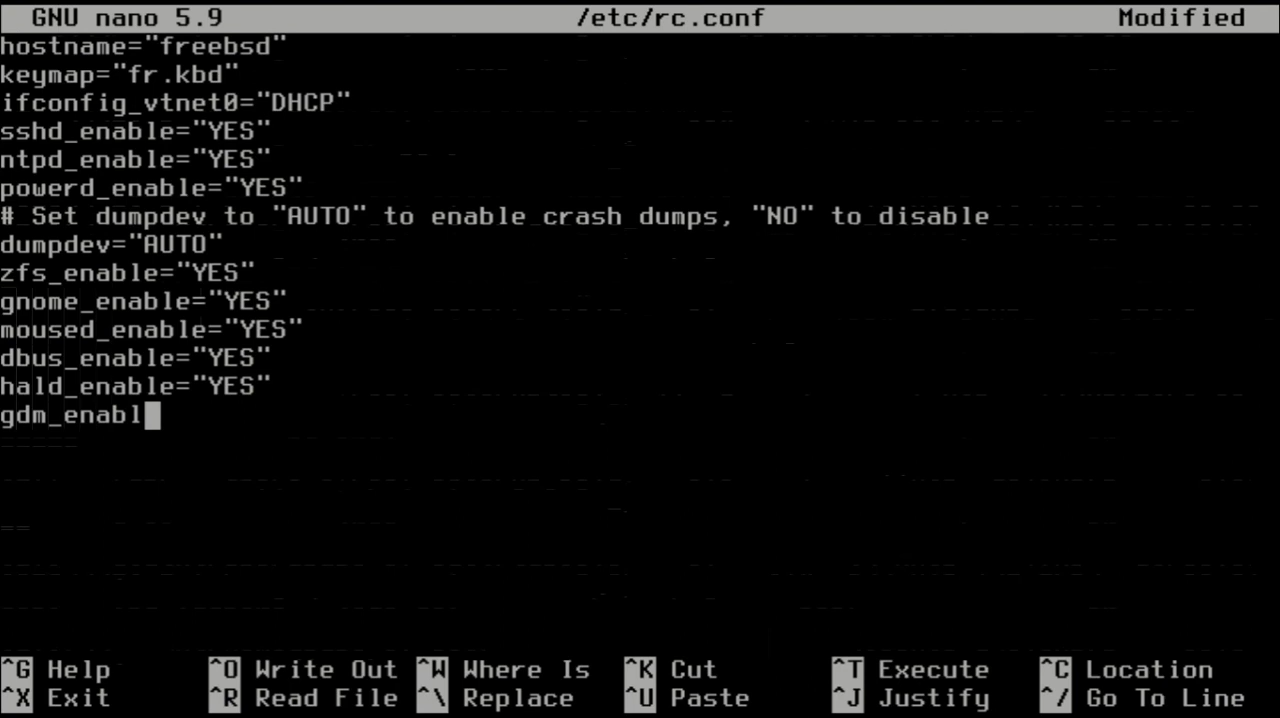 GNU nano 5.9 /etc/rc.conf Modified
hostname="freebsd"
keymap="fr.kbd"
ifconfig_vtnet0="DHCP"
sshd_enable="YES"
ntpd_enable="YES"
powerd_enable="YES"
# Set dumpdev to "AUTO" to enable crash dumps, "NO" to disable
dumpdev="AUTO"
zfs_enable="YES"
gnome_enable="YES"
moused_enable="YES"
dbus_enable="YES"
hald_enable="YES"
gdm_enabl
^G Help ^O Write Out ^W Where Is ^K Cut ^T Execute ^C Location
^X Exit ^R Read File ^\ Replace ^U Paste ^J Justify ^/ Go To Line